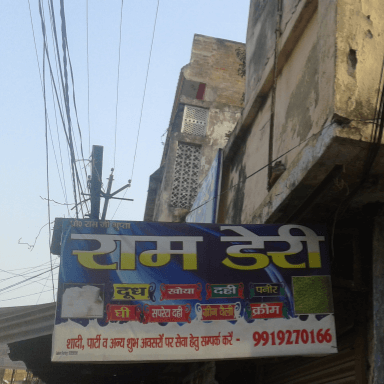 राम डेरी
दूध खोया दही पनीर
घी सपरेटा दही क्रीम
शादी, पार्टी व अन्य शुभ अवसरों पर सेवा हेतु सम्पर्क करें - 9919270166